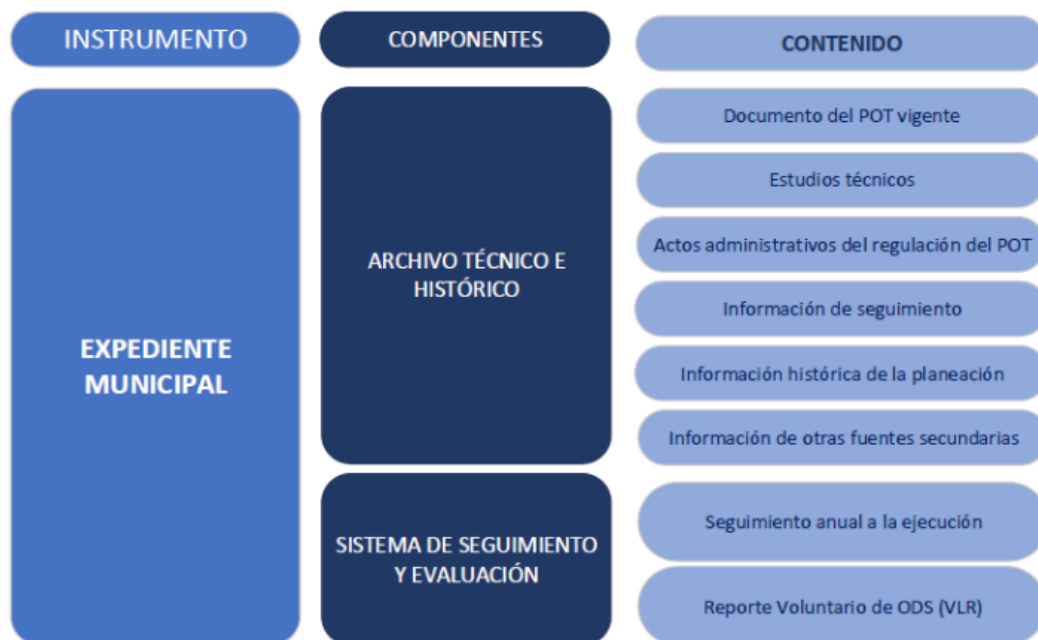 INSTRUMENTO
COMPONENTES
CONTENIDO
EXPEDIENTE
MUNICIPAL
ARCHIVO TÉCNICO E
HISTÓRICO
Documento del POT vigente
Estudios técnicos
Actos administrativos del regulación del POT
Información de seguimiento
Información histórica de la planeación
Información de otras fuentes secundarias
SISTEMA DE SEGUIMIENTO
Y EVALUACIÓN
Seguimiento anual a la ejecución
Reporte Voluntario de ODS (VLR)